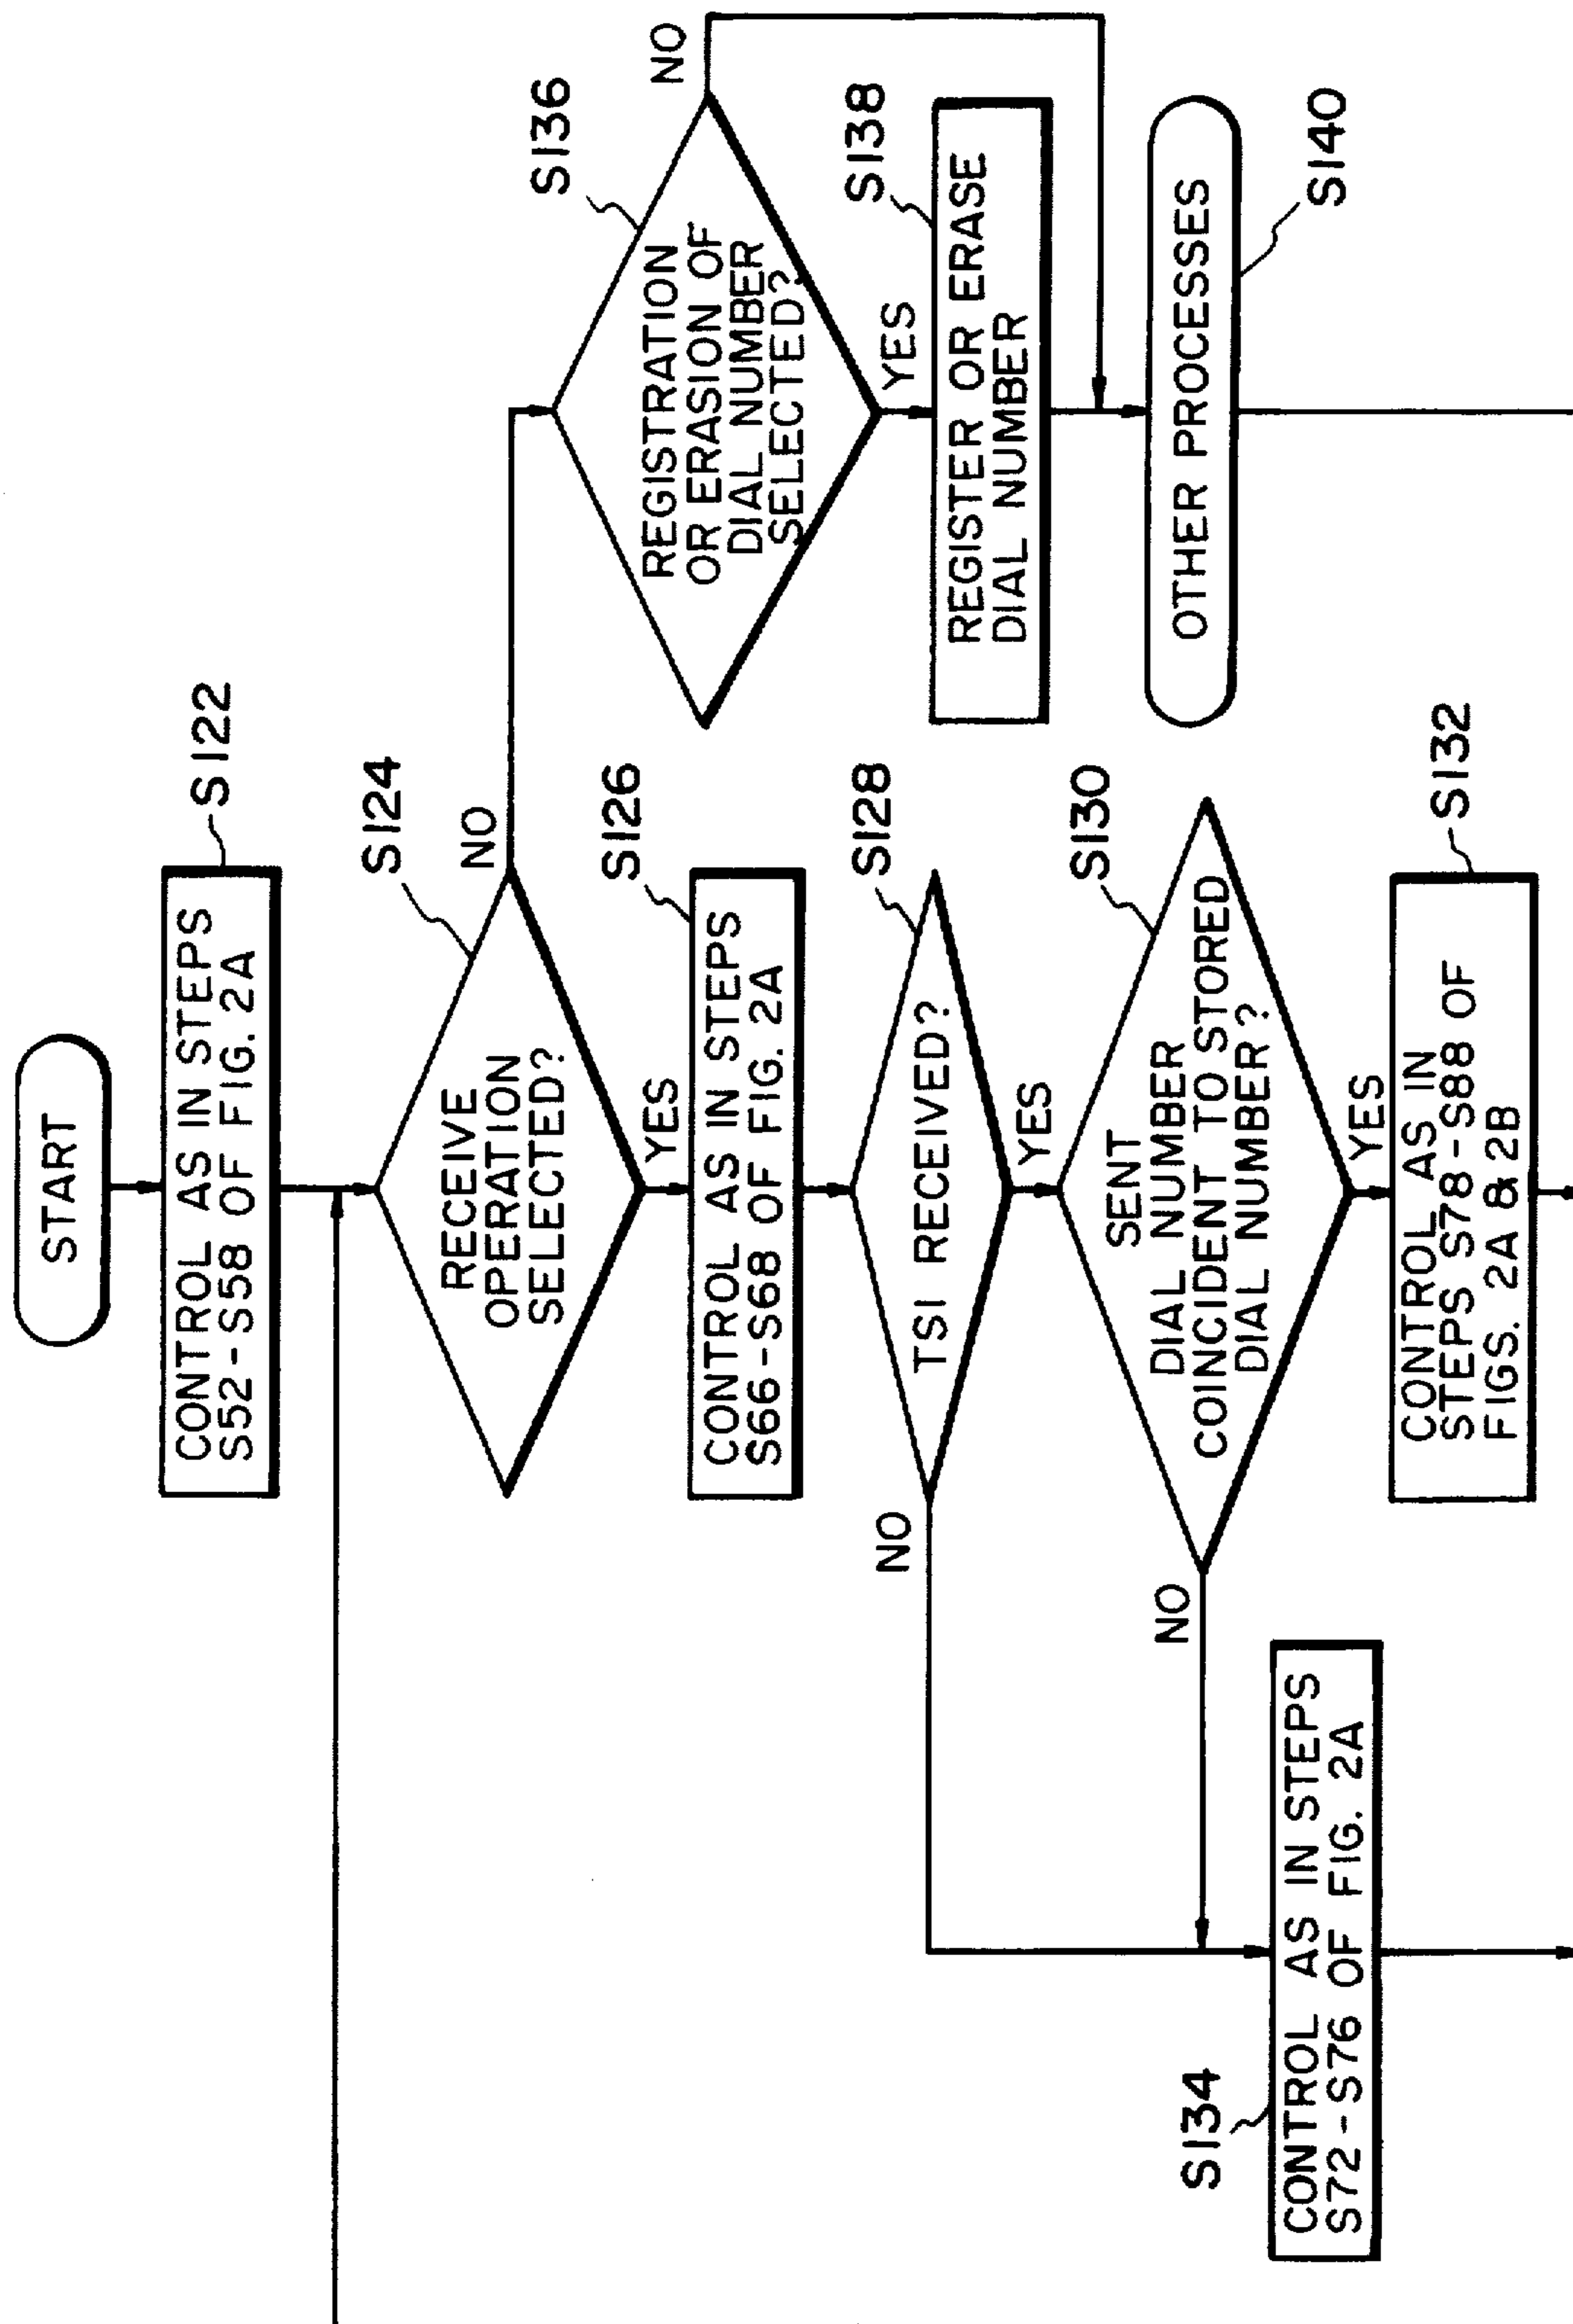 START
CONTROL AS IN STEPS
S52-S58 OF FIG. 2A
S122
RECEIVE
OPERATION
SELECTED?
S124
NO
YES
CONTROL AS IN STEPS
S66-S68 OF FIG. 2A
S126
TSI RECEIVED?
S128
NO
YES
SENT
DIAL NUMBER
COINCIDENT TO STORED
DIAL NUMBER?
S130
NO
YES
CONTROL AS IN
STEPS S78-S88 OF
FIGS. 2A & 2B
S132
CONTROL AS IN STEPS
S72-S76 OF FIG. 2A
S134
REGISTRATION
OR ERASION OF
DIAL NUMBER
SELECTED?
S136
NO
YES
REGISTER OR ERASE
DIAL NUMBER
S138
OTHER PROCESSES
S140